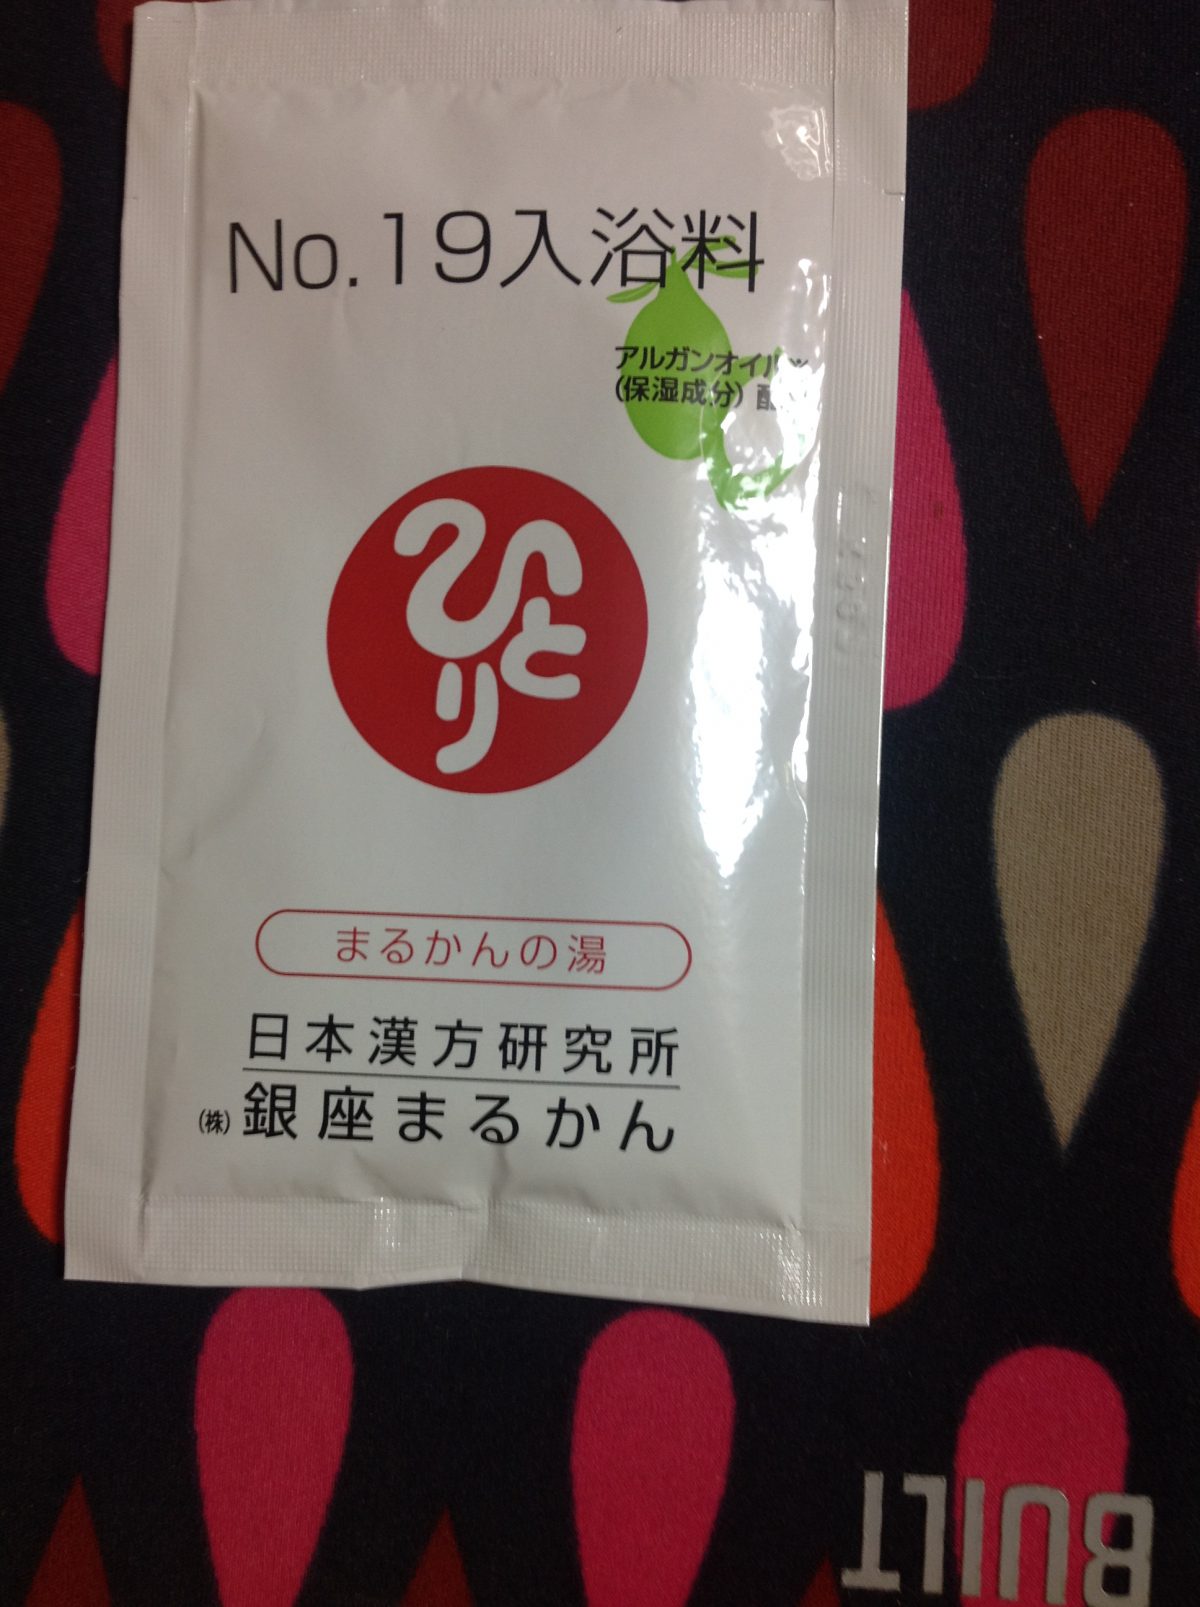 No.19入浴料
アルガンオイル※
(保湿成分)
ひとり
まるかんの湯
日本漢方研究所
(株)銀座まるかん
BUILT